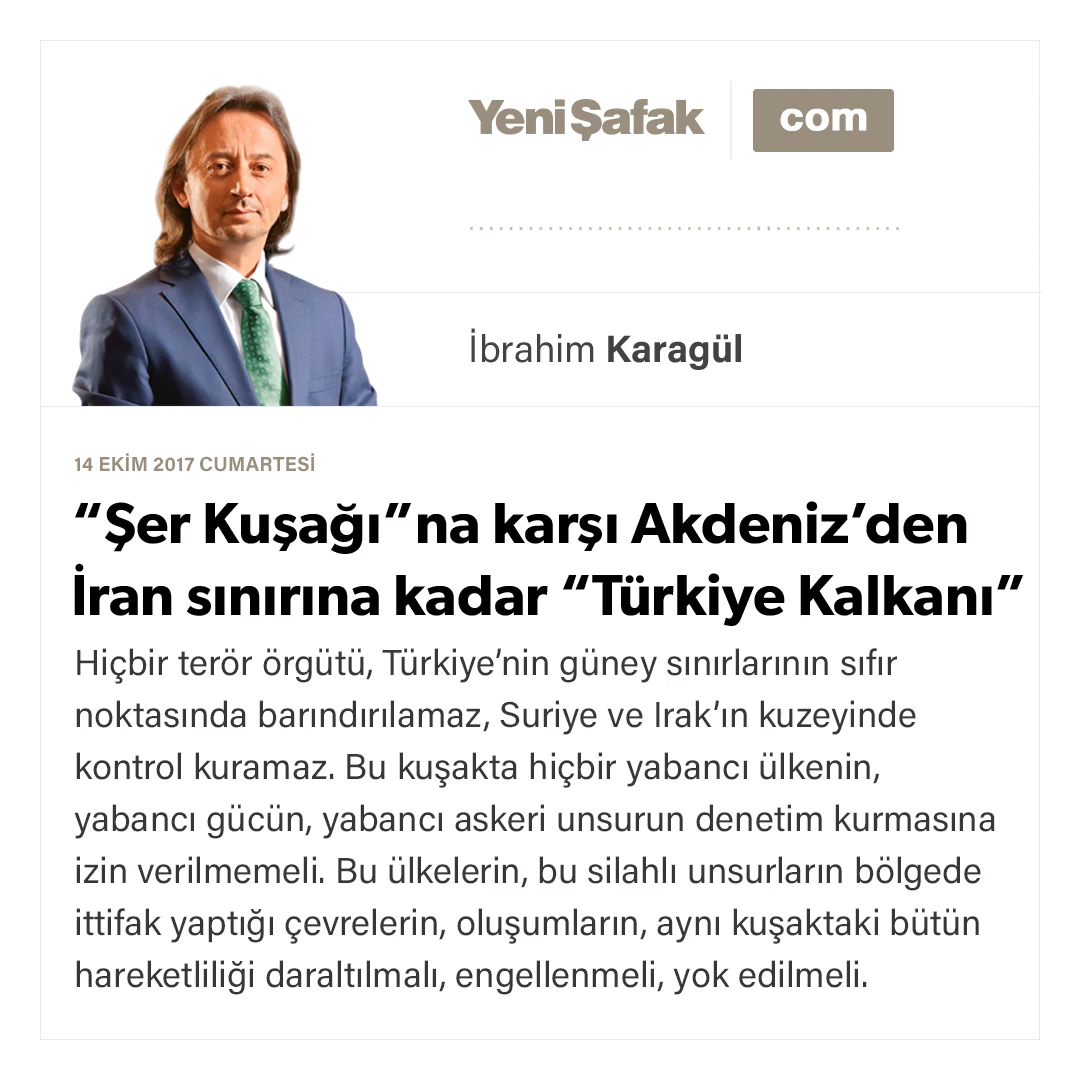 YeniŞafak com
İbrahim Karagül
14 EKİM 2017 CUMARTESİ
“Şer Kuşağı”na karşı Akdeniz’den
İran sınırına kadar “Türkiye Kalkanı”
Hiçbir terör örgütü, Türkiye’nin güney sınırlarının sıfır
noktasında barındırılamaz, Suriye ve Irak’ın kuzeyinde
kontrol kuramaz. Bu kuşakta hiçbir yabancı ülkenin,
yabancı gücün, yabancı askeri unsurun denetim kurmasına
izin verilmemeli. Bu ülkelerin, bu silahlı unsurların bölgede
ittifak yaptığı çevrelerin, oluşumların, aynı kuşaktaki bütün
hareketliliği daraltılmalı, engellenmeli, yok edilmeli.